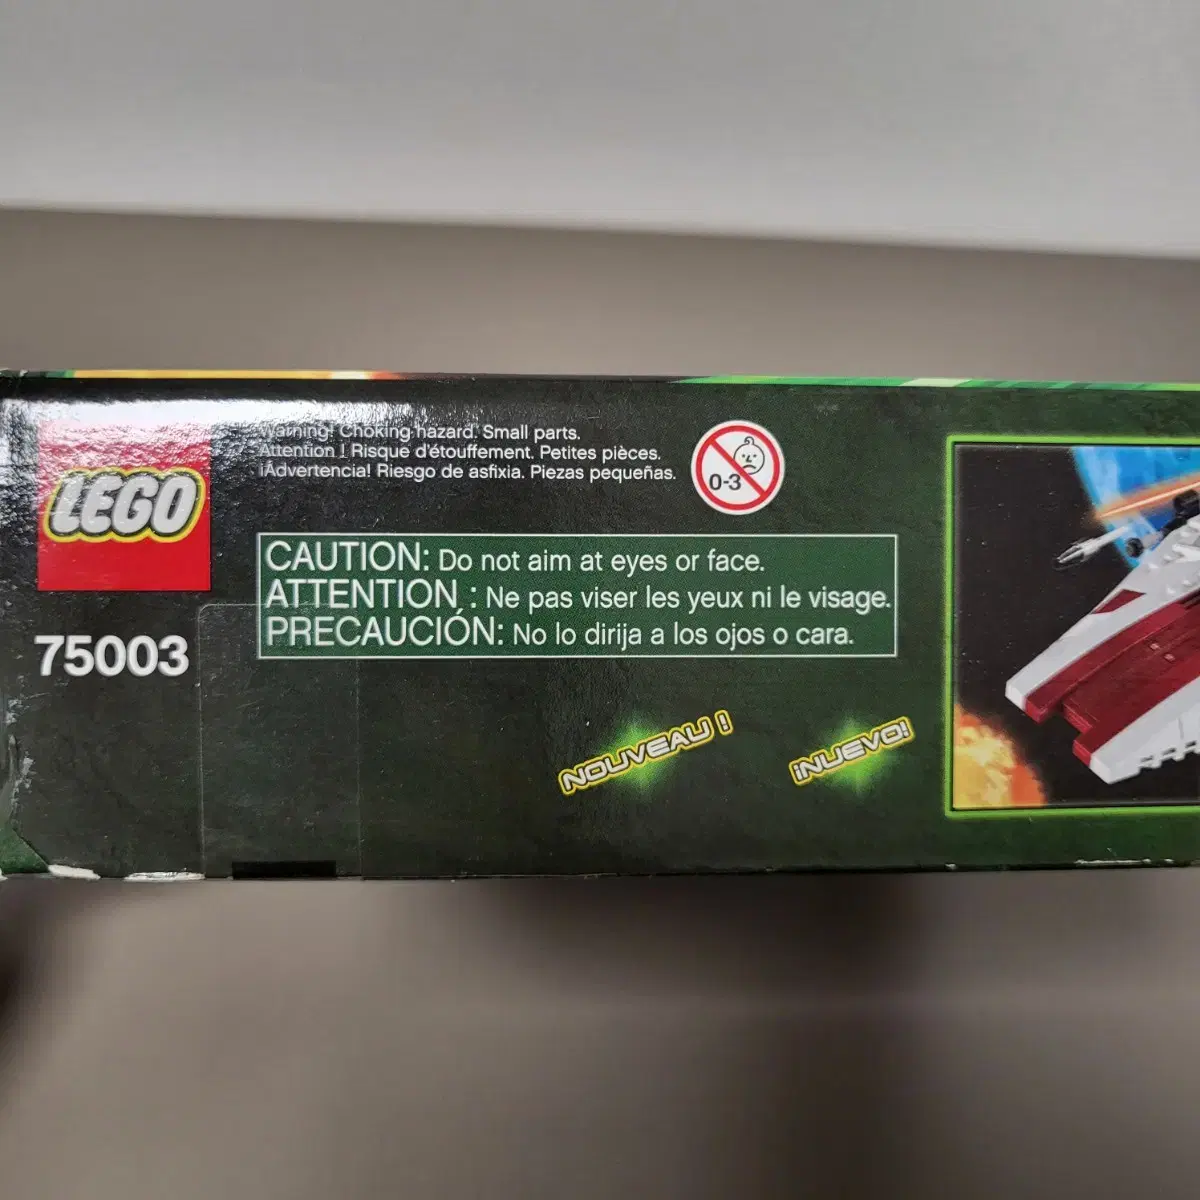 LEGO
75003
Warning! Choking hazard. Small parts.
Attention ! Risque d'étouffement. Petites pièces.
¡Advertencia! Riesgo de asfixia. Piezas pequeñas.
0-3
CAUTION: Do not aim at eyes or face.
ATTENTION : Ne pas viser les yeux ni le visage.
PRECAUCIÓN: No lo dirija a los ojos o cara.
NOUVEAU !
¡NUEVO!